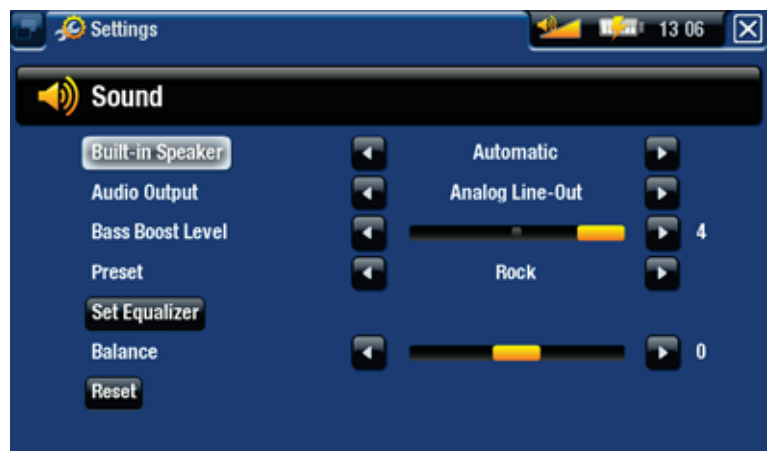 Settings 13 06
Sound
Built-in Speaker Automatic
Audio Output Analog Line-Out
Bass Boost Level 4
Preset Rock
Set Equalizer
Balance 0
Reset